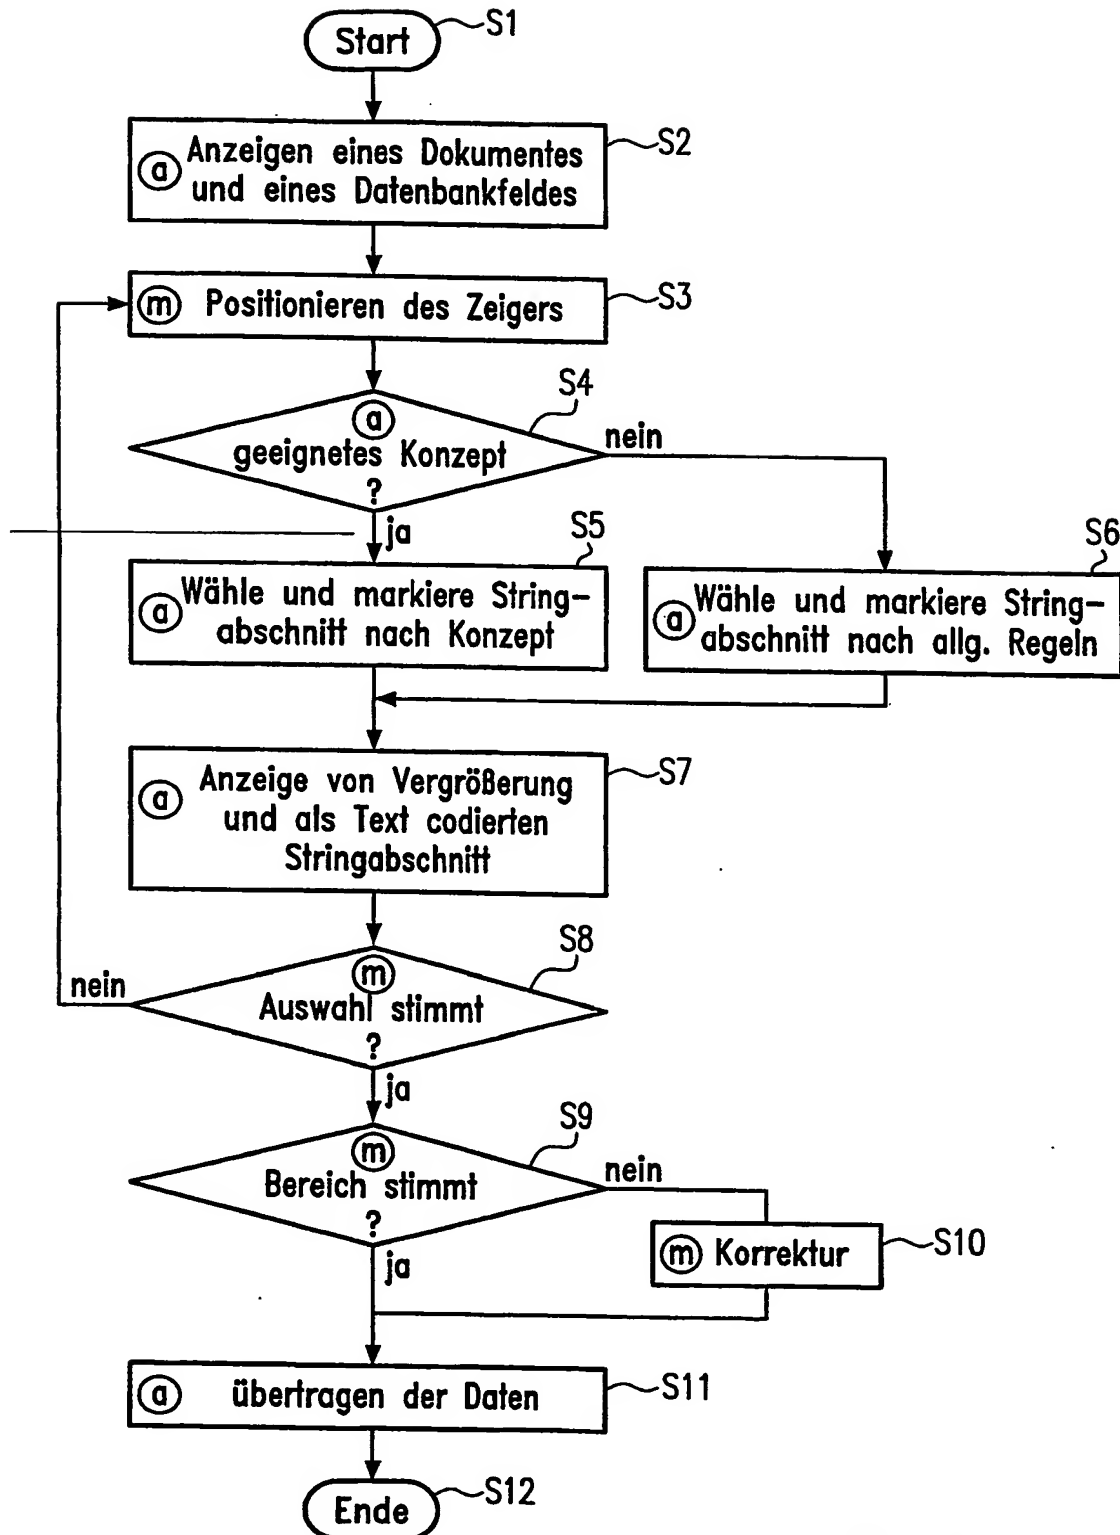 Start
S1
ⓐ Anzeigen eines Dokumentes
und eines Datenbankfeldes
S2
ⓜ Positionieren des Zeigers
S3
S4
ⓐ
geeignetes Konzept
?
nein
ja
S5
ⓐ Wähle und markiere String-
abschnitt nach Konzept
S6
ⓐ Wähle und markiere String-
abschnitt nach allg. Regeln
S7
ⓐ Anzeige von Vergrößerung
und als Text codierten
Stringabschnitt
S8
nein
ⓜ
Auswahl stimmt
?
ja
S9
ⓜ
Bereich stimmt
?
nein
ja
ⓜ Korrektur
S10
ⓐ übertragen der Daten
S11
Ende
S12